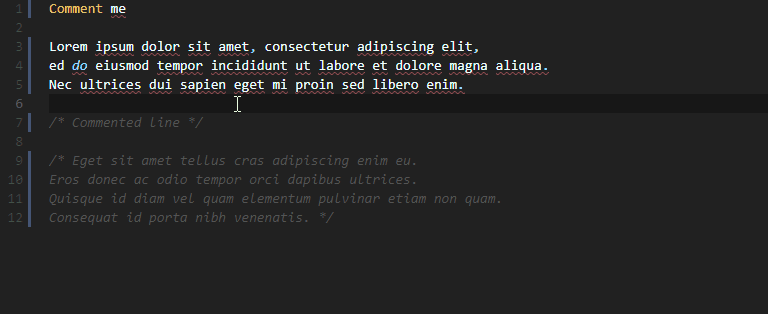 1 Comment me
2
3 Lorem ipsum dolor sit amet, consectetur adipiscing elit,
4 ed do eiusmod tempor incididunt ut labore et dolore magna aliqua.
5 Nec ultrices dui sapien eget mi proin sed libero enim.
6
7 /* Commented line */
8
9 /* Eget sit amet tellus cras adipiscing enim eu.
10 Eros donec ac odio tempor orci dapibus ultrices.
11 Quisque id diam vel quam elementum pulvinar etiam non quam.
12 Consequat id porta nibh venenatis. */